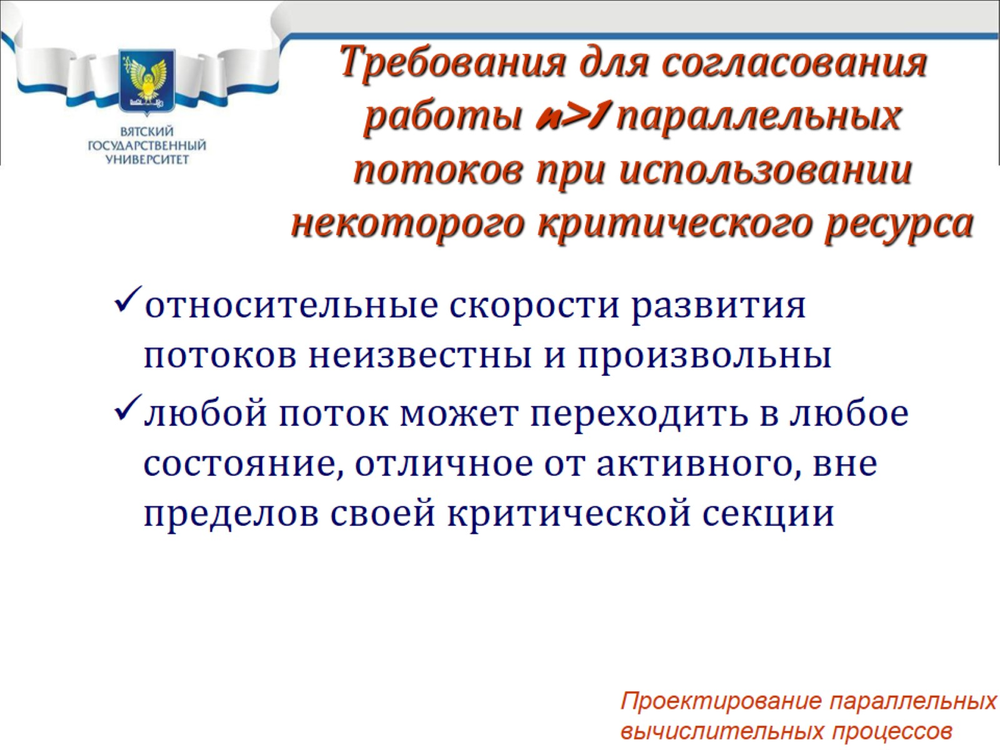 ВЯТСКИЙ
ГОСУДАРСТВЕННЫЙ
УНИВЕРСИТЕТ
Требования для согласования
работы n>1 параллельных
потоков при использовании
некоторого критического ресурса
✓относительные скорости развития
потоков неизвестны и произвольны
✓любой поток может переходить в любое
состояние, отличное от активного, вне
пределов своей критической секции
Проектирование параллельных
вычислительных процессов